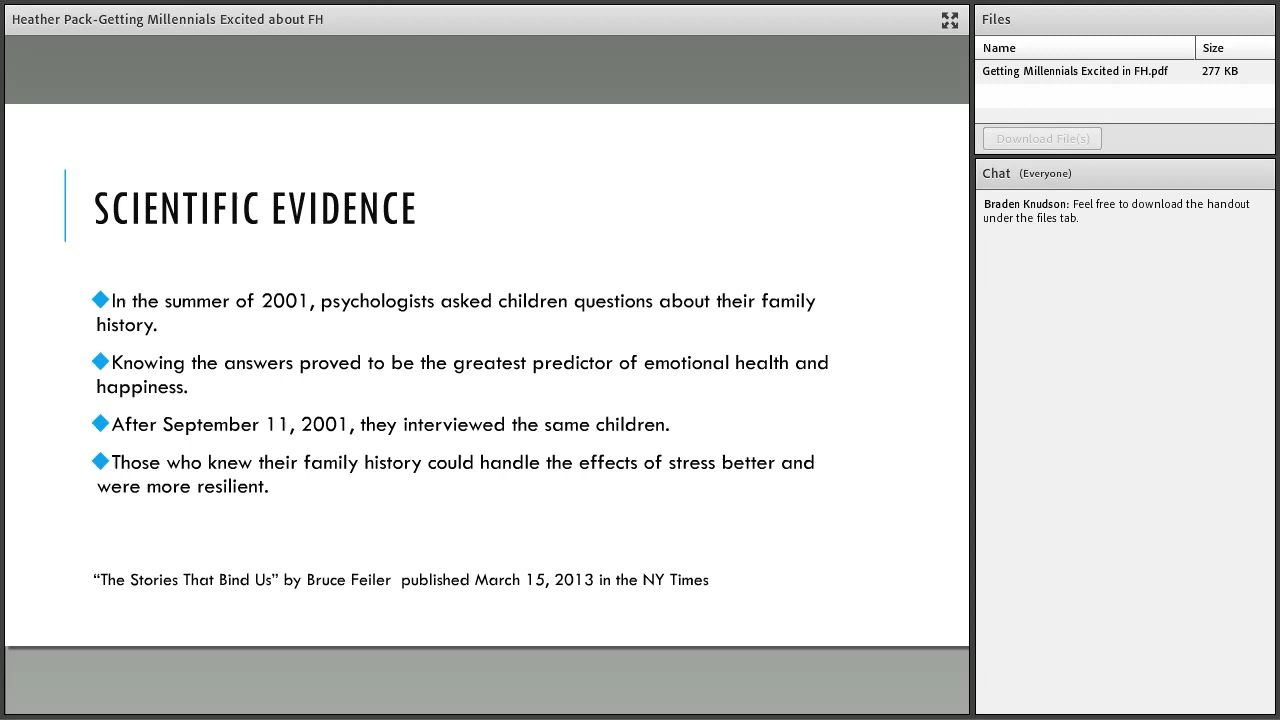 Heather Pack-Getting Millennials Excited about FH
SCIENTIFIC EVIDENCE
In the summer of 2001, psychologists asked children questions about their family
history.
Knowing the answers proved to be the greatest predictor of emotional health and
happiness.
After September 11, 2001, they interviewed the same children.
Those who knew their family history could handle the effects of stress better and
were more resilient.
“The Stories That Bind Us” by Bruce Feiler  published March 15, 2013 in the NY Times
Files
Name Size
Getting Millennials Excited in FH.pdf 277 KB
Download File(s)
Chat (Everyone)
Braden Knudson: Feel free to download the handout
under the files tab.